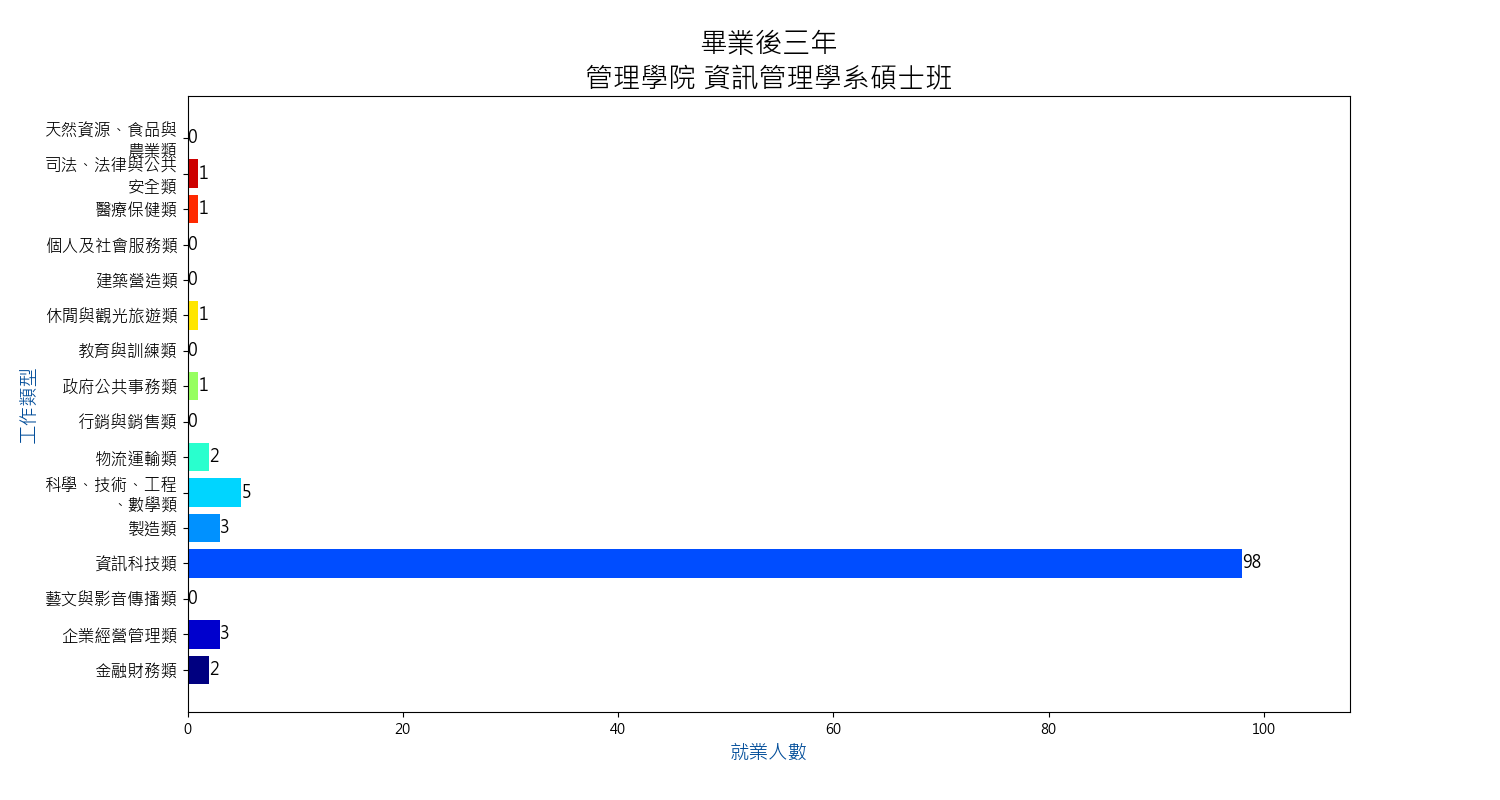 畢業後三年
管理學院 資訊管理學系碩士班
天然資源、食品與
農業類
0
司法、法律與公共
安全類
1
醫療保健類
1
個人及社會服務類
0
建築營造類
0
休閒與觀光旅遊類
1
教育與訓練類
0
政府公共事務類
1
行銷與銷售類
0
物流運輸類
2
科學、技術、工程
、數學類
5
製造類
3
資訊科技類
98
藝文與影音傳播類
0
企業經營管理類
3
金融財務類
2
工作類型
0 20 40 60 80 100
就業人數